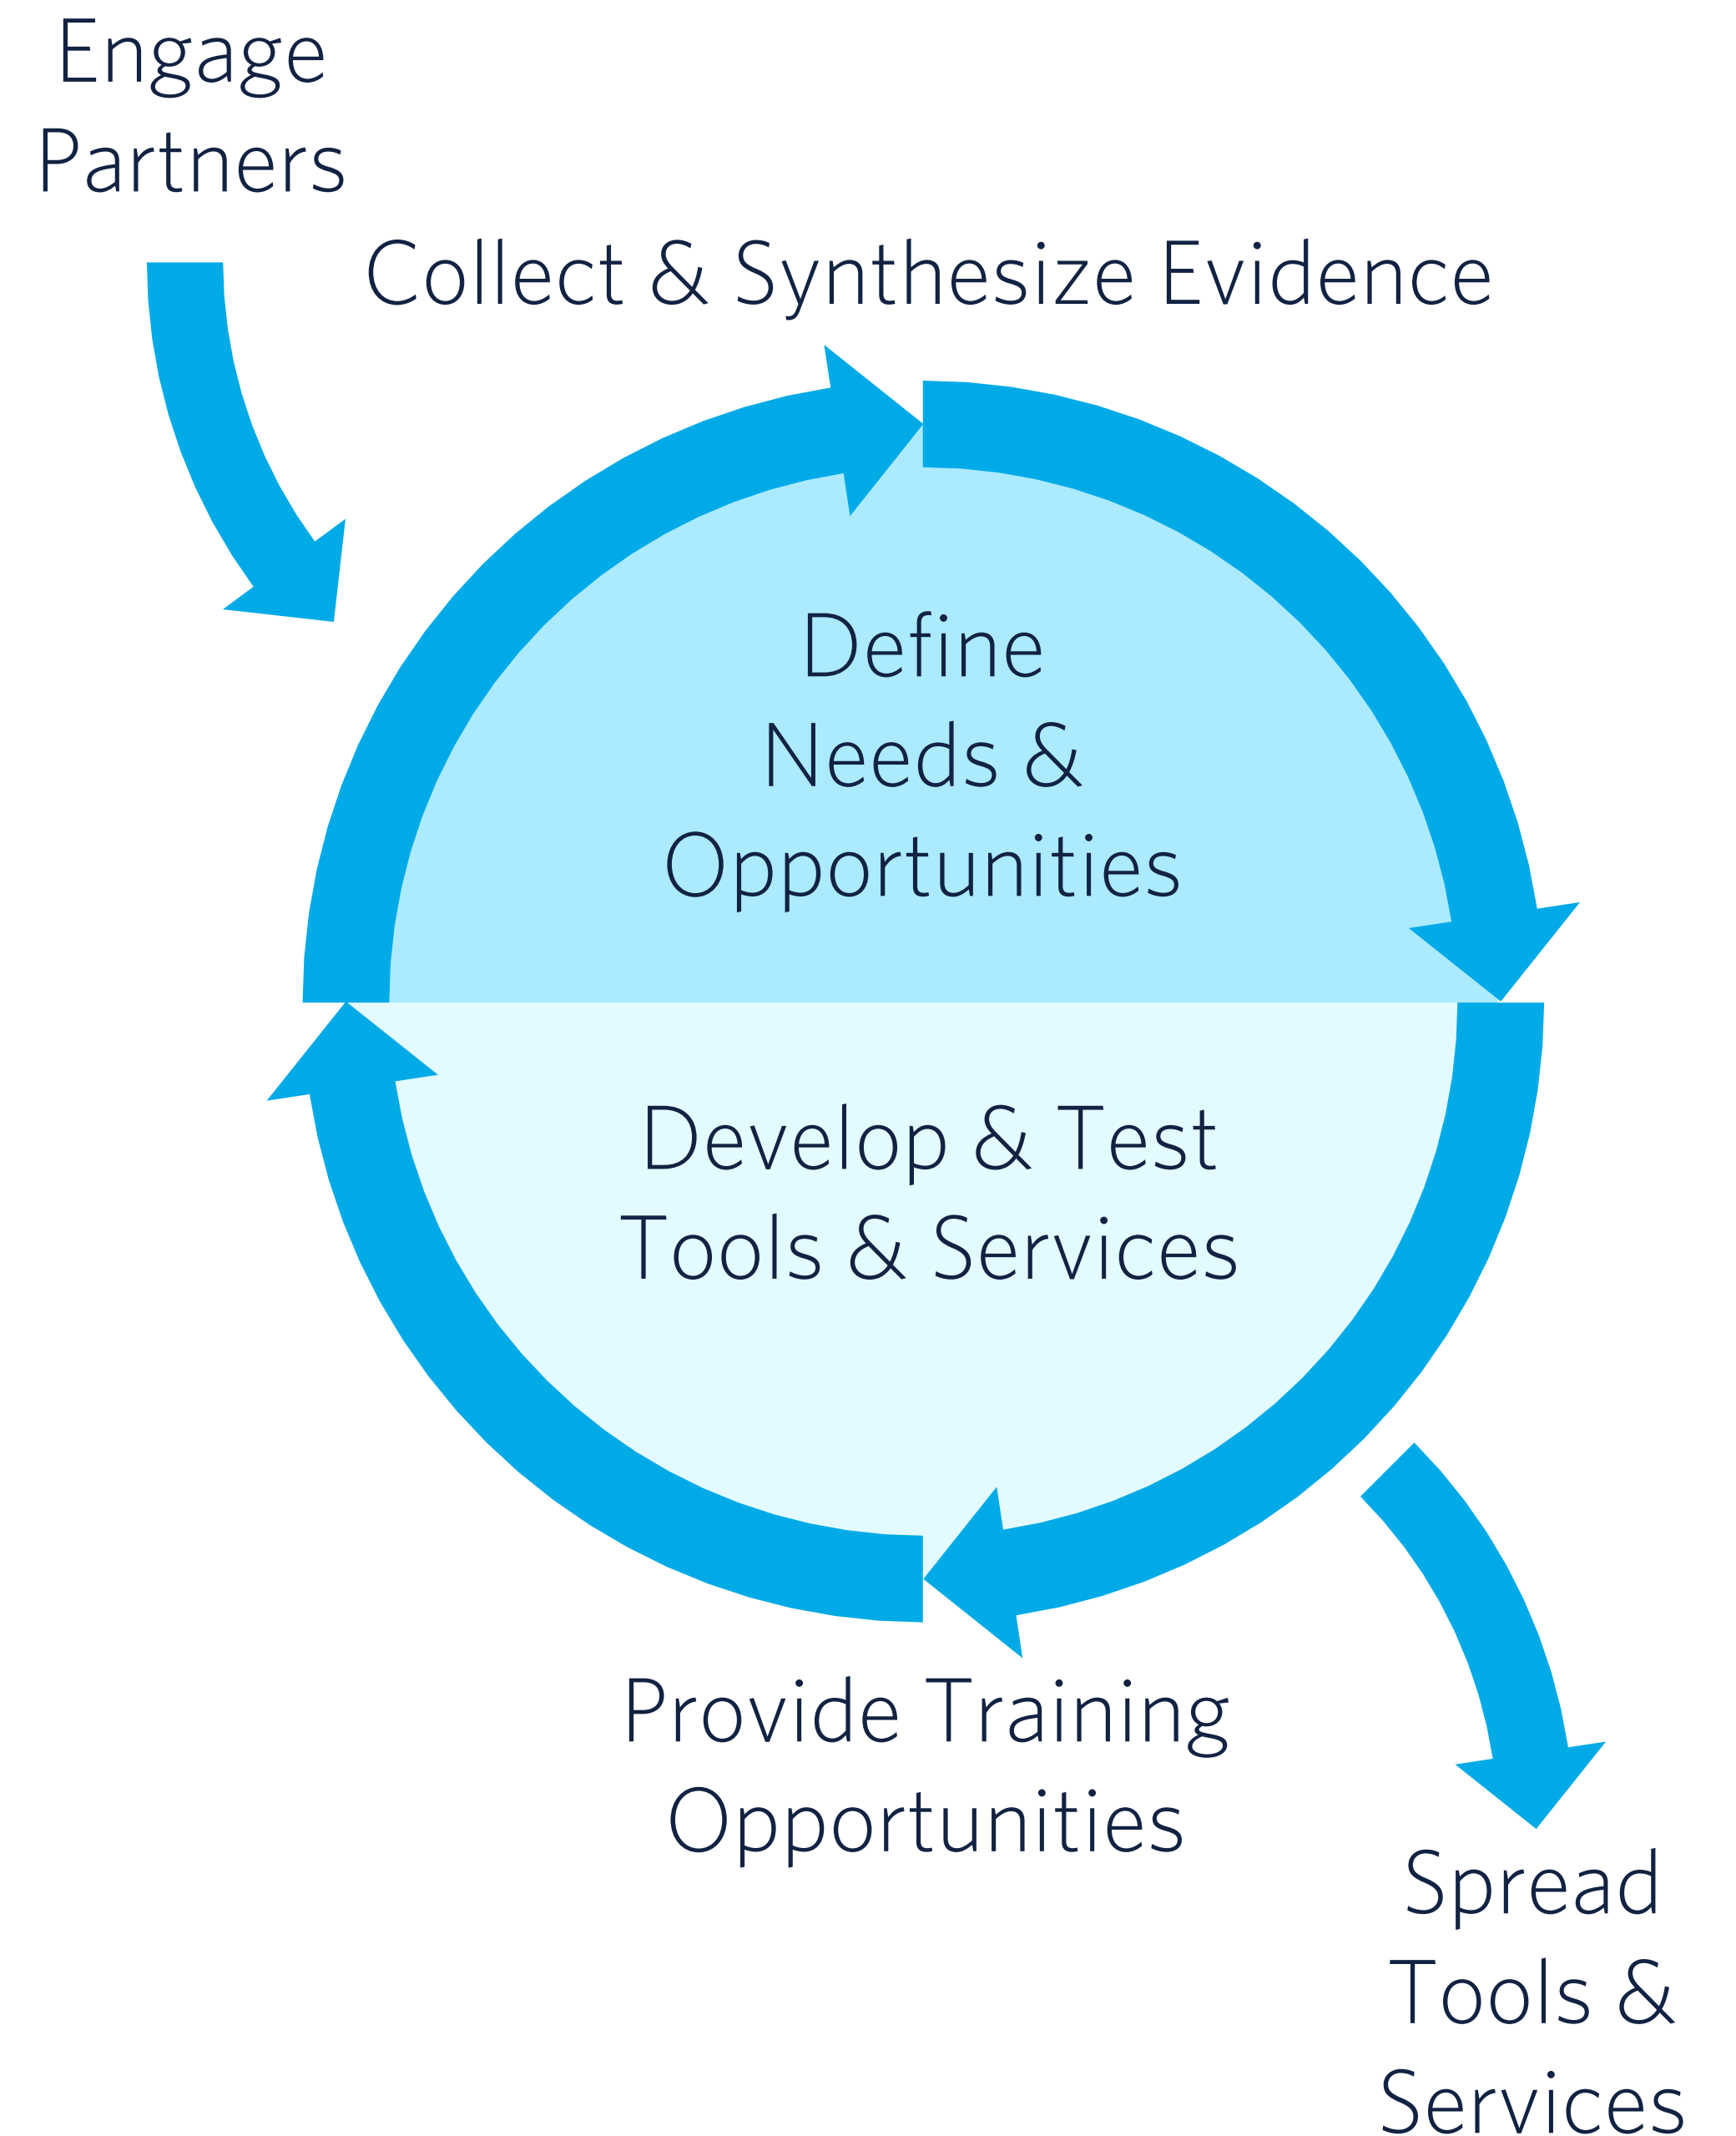 Engage
Partners
Collect & Synthesize Evidence
Define
Needs &
Opportunities
Develop & Test
Tools & Services
Provide Training
Opportunities
Spread
Tools &
Services